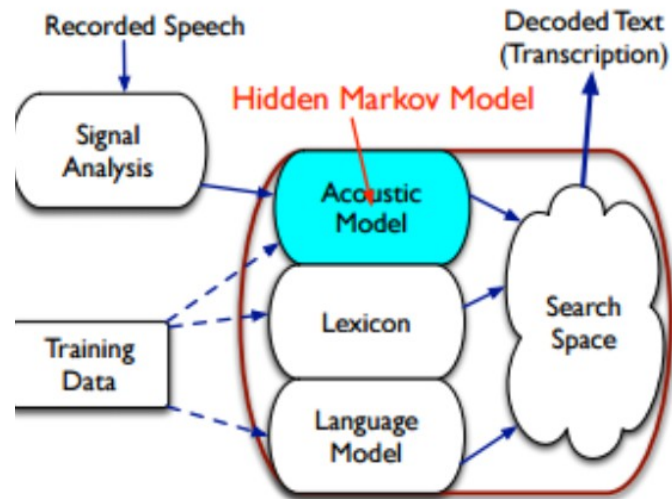 Recorded Speech
Decoded Text
(Transcription)
Hidden Markov Model
Signal
Analysis
Acoustic
Model
Lexicon
Search
Space
Training
Data
Language
Model